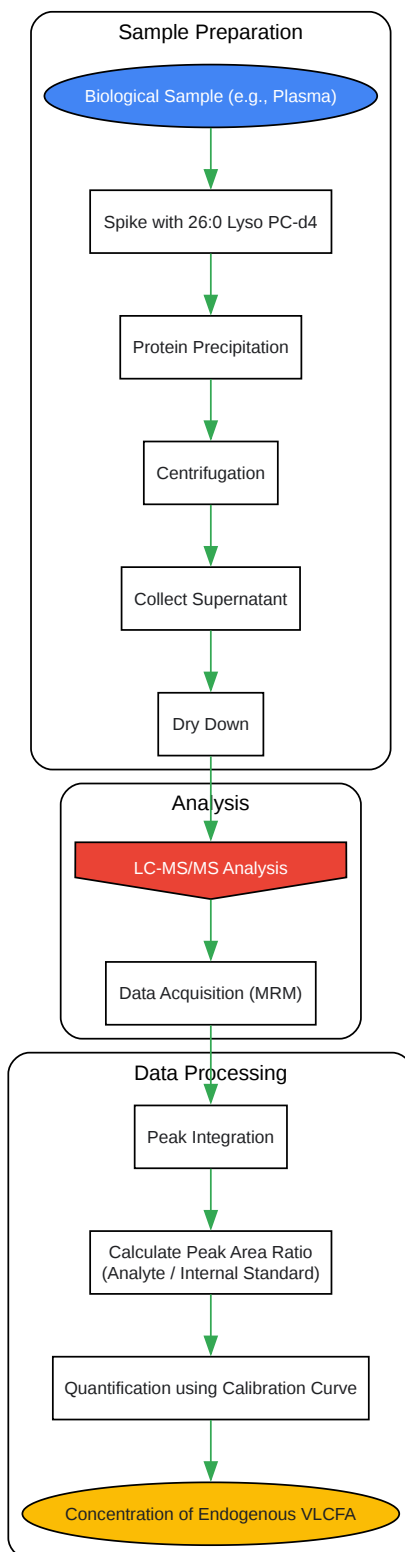 Sample Preparation
Biological Sample (e.g., Plasma)
Spike with 26:0 Lyso PC-d4
Protein Precipitation
Centrifugation
Collect Supernatant
Dry Down
Analysis
LC-MS/MS Analysis
Data Acquisition (MRM)
Data Processing
Peak Integration
Calculate Peak Area Ratio
(Analyte / Internal Standard)
Quantification using Calibration Curve
Concentration of Endogenous VLCFA